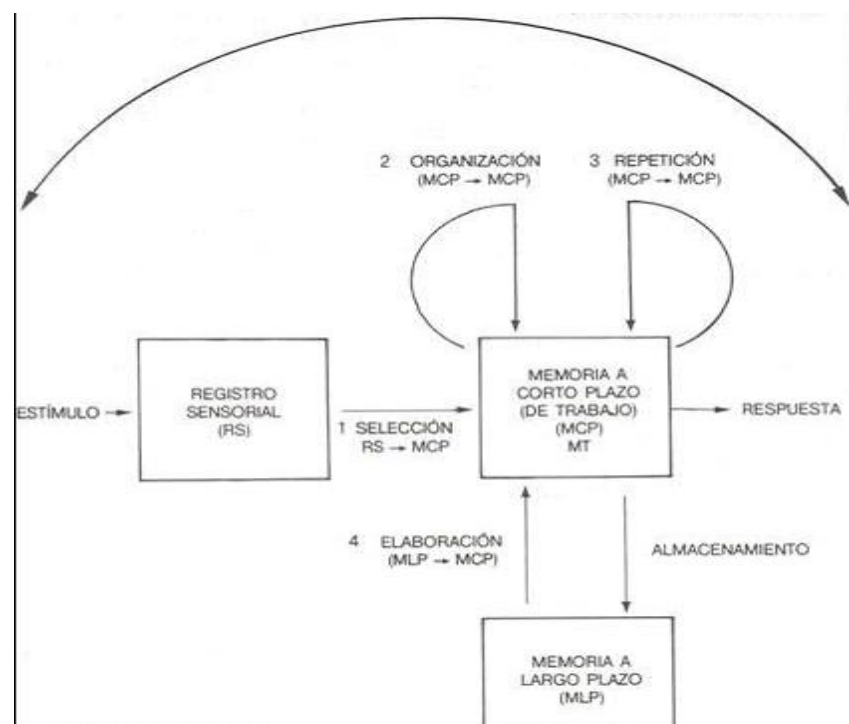 2 ORGANIZACIÓN
(MCP → MCP)
3 REPETICIÓN
(MCP → MCP)
ESTÍMULO
REGISTRO
SENSORIAL
(RS)
1 SELECCIÓN
RS → MCP
MEMORIA A
CORTO PLAZO
(DE TRABAJO)
(MCP)
MT
RESPUESTA
4 ELABORACIÓN
(MLP → MCP)
ALMACENAMIENTO
MEMORIA A
LARGO PLAZO
(MLP)